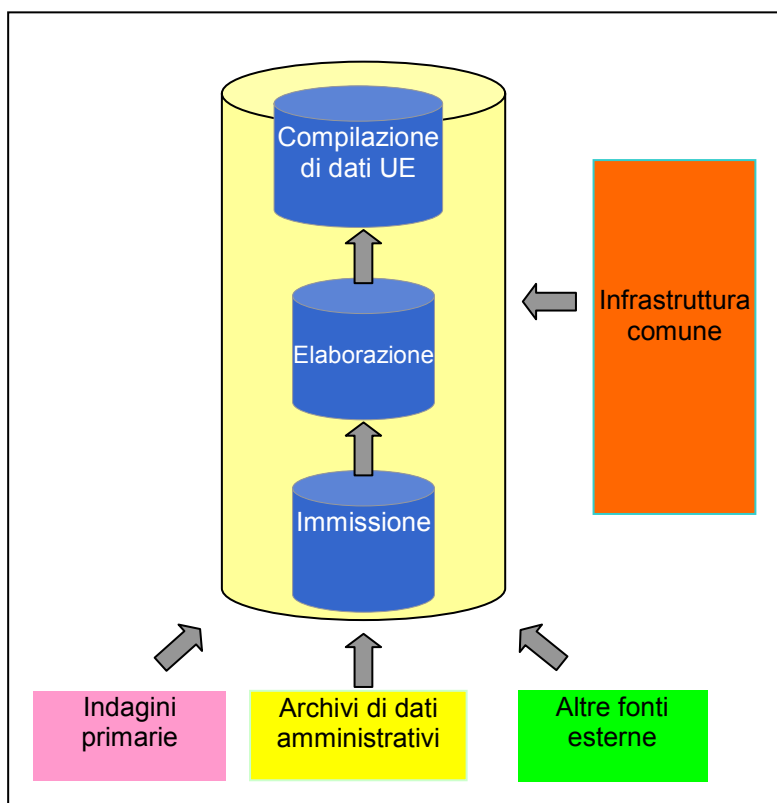 Compilazione
di dati UE
Infrastruttura
comune
Elaborazione
Immissione
Indagini
primarie
Archivi di dati
amministrativi
Altre fonti
esterne